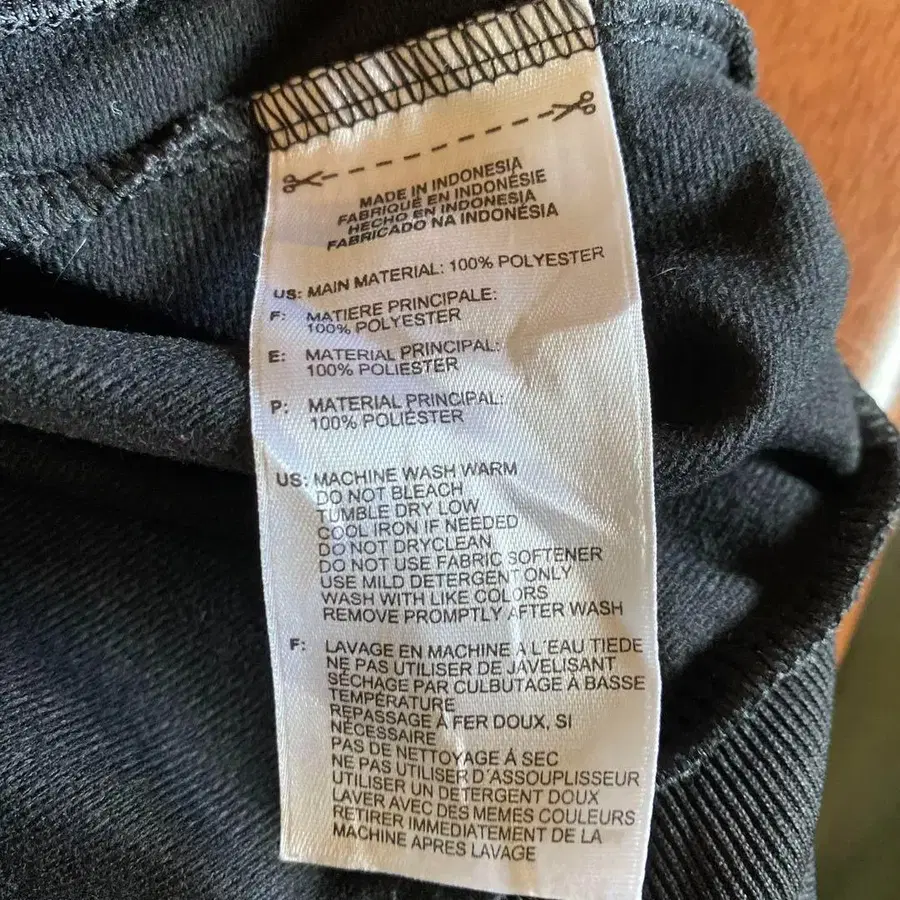 MADE IN INDONESIA
FABRIQUÉ EN INDONÉSIE
HECHO EN INDONESIA
FABRICADO NA INDONÉSIA
US: MAIN MATERIAL: 100% POLYESTER
F: MATIERE PRINCIPALE:
100% POLYESTER
E: MATERIAL PRINCIPAL:
100% POLIESTER
P: MATERIAL PRINCIPAL:
100% POLIÉSTER
US: MACHINE WASH WARM
DO NOT BLEACH
TUMBLE DRY LOW
COOL IRON IF NEEDED
DO NOT DRYCLEAN
DO NOT USE FABRIC SOFTENER
USE MILD DETERGENT ONLY
WASH WITH LIKE COLORS
REMOVE PROMPTLY AFTER WASH
F: LAVAGE EN MACHINE A L'EAU TIEDE
NE PAS UTILISER DE JAVELISANT
SÉCHAGE PAR CULBUTAGE À BASSE
TEMPÉRATURE
REPASSAGE À FER DOUX, SI
NÉCESSAIRE
PAS DE NETTOYAGE À SEC
NE PAS UTILISER D'ASSOUPLISSEUR
UTILISER UN DETERGENT DOUX
LAVER AVEC DES MEMES COULEURS
RETIRER IMMEDIATEMENT DE LA
MACHINE APRES LAVAGE